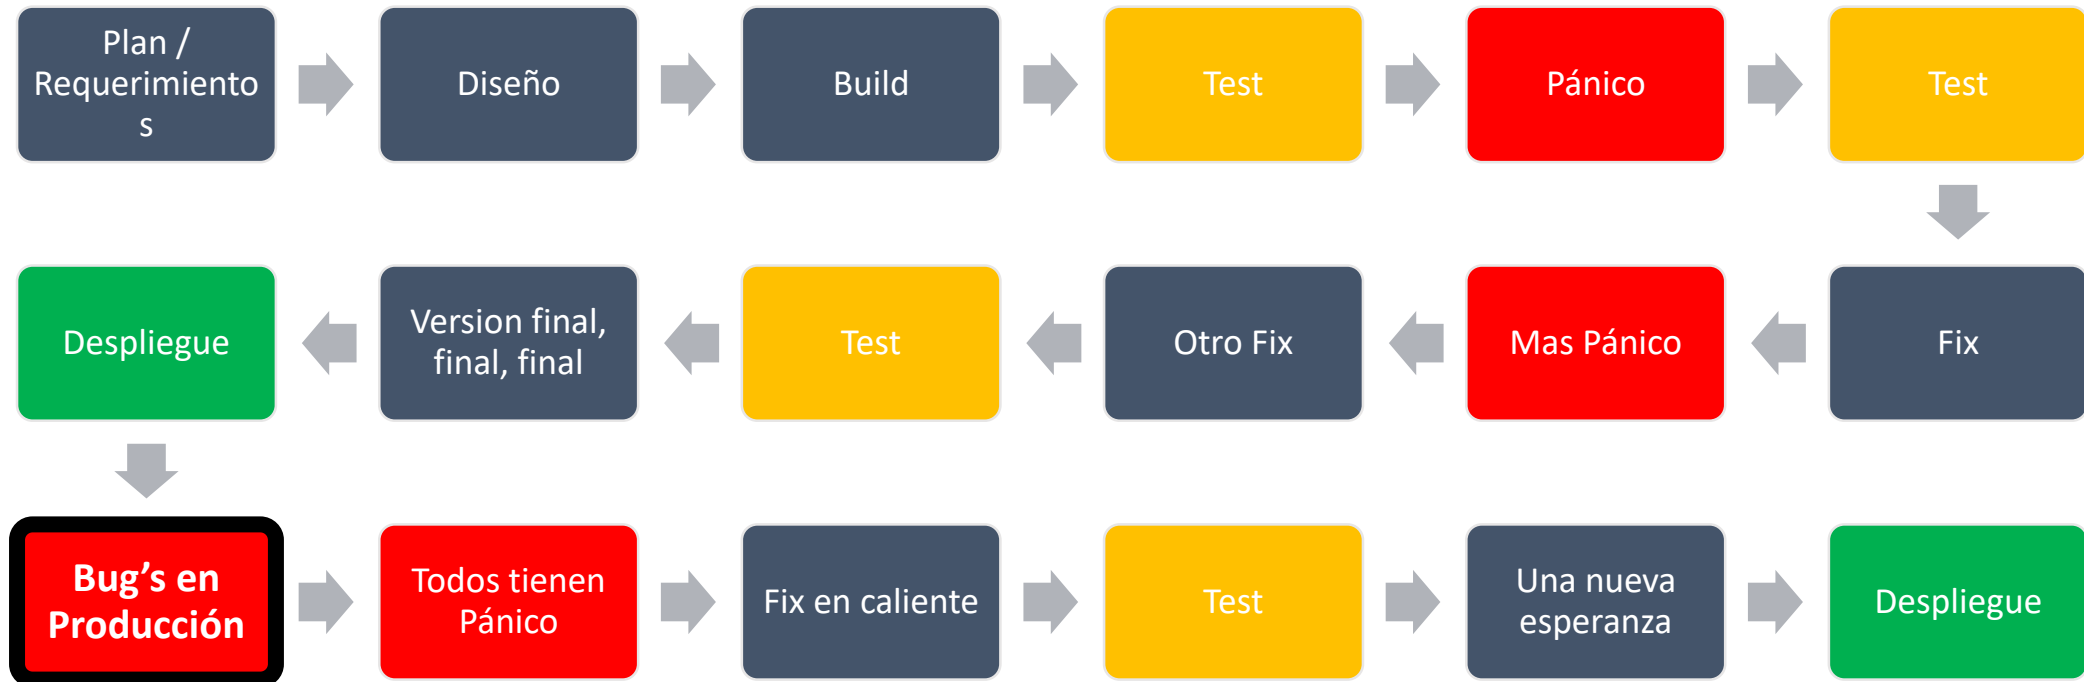 Plan /
Requerimiento
s
Diseño
Build
Test
Pánico
Test
Fix
Mas Pánico
Otro Fix
Test
Version final,
final, final
Despliegue
Bug’s en
Producción
Todos tienen
Pánico
Fix en caliente
Test
Una nueva
esperanza
Despliegue